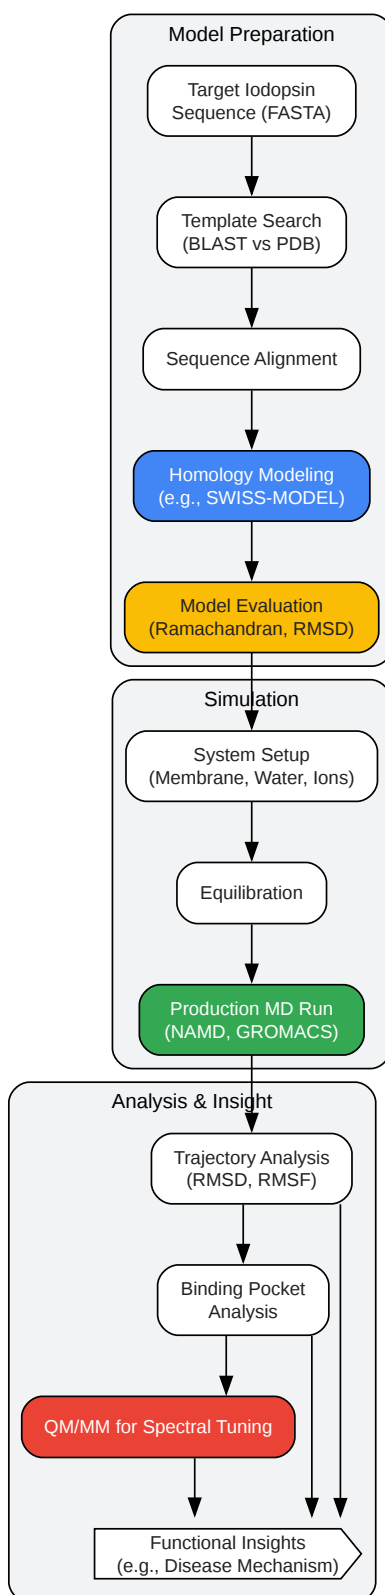 Model Preparation
Target Iodopsin
Sequence (FASTA)
Template Search
(BLAST vs PDB)
Sequence Alignment
Homology Modeling
(e.g., SWISS-MODEL)
Model Evaluation
(Ramachandran, RMSD)
Simulation
System Setup
(Membrane, Water, Ions)
Equilibration
Production MD Run
(NAMD, GROMACS)
Analysis & Insight
Trajectory Analysis
(RMSD, RMSF)
Binding Pocket
Analysis
QM/MM for Spectral Tuning
Functional Insights
(e.g., Disease Mechanism)